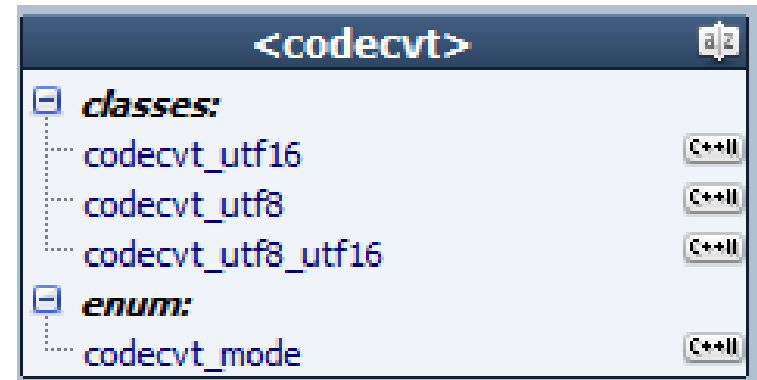 <codecvt>
a|z
classes:
codecvt_utf16 C++11
codecvt_utf8 C++11
codecvt_utf8_utf16 C++11
enum:
codecvt_mode C++11